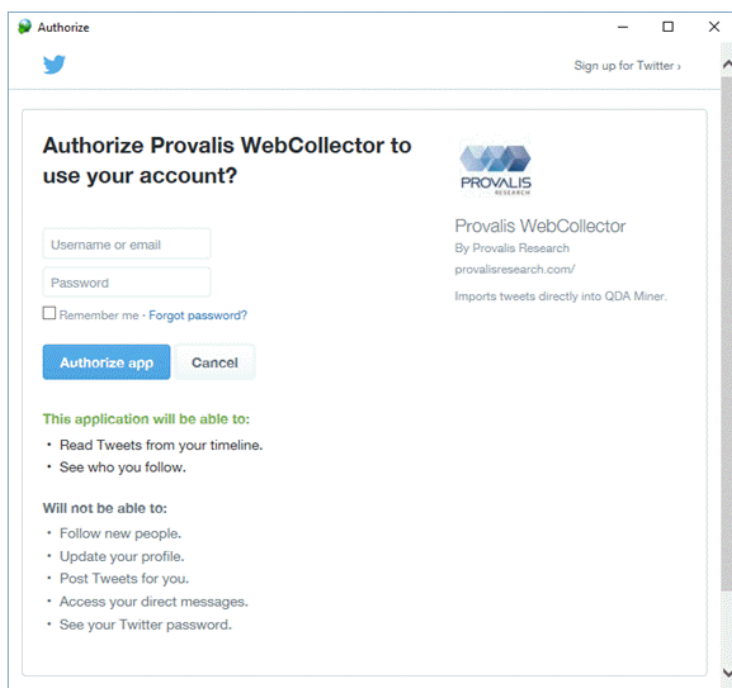 Authorize
Sign up for Twitter ›
Authorize Provalis WebCollector to
use your account?
Username or email
Password
Remember me - Forgot password?
Authorize app
Cancel
This application will be able to:
• Read Tweets from your timeline.
• See who you follow.
Will not be able to:
• Follow new people.
• Update your profile.
• Post Tweets for you.
• Access your direct messages.
• See your Twitter password.
PROVALIS
RESEARCH
Provalis WebCollector
By Provalis Research
provalisresearch.com/
Imports tweets directly into QDA Miner.